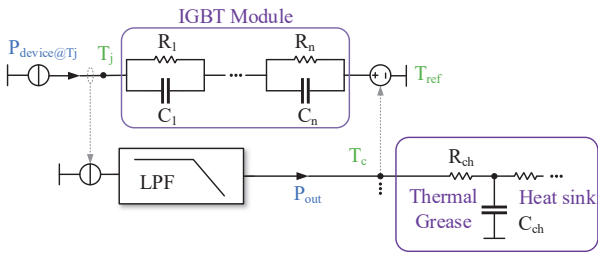 IGBT Module
P_device@Tj
T_j
R_1
R_n
•••
C_1
C_n
+ −
T_ref
LPF
P_out
T_c
R_ch
•••
Thermal
Grease
Heat sink
C_ch